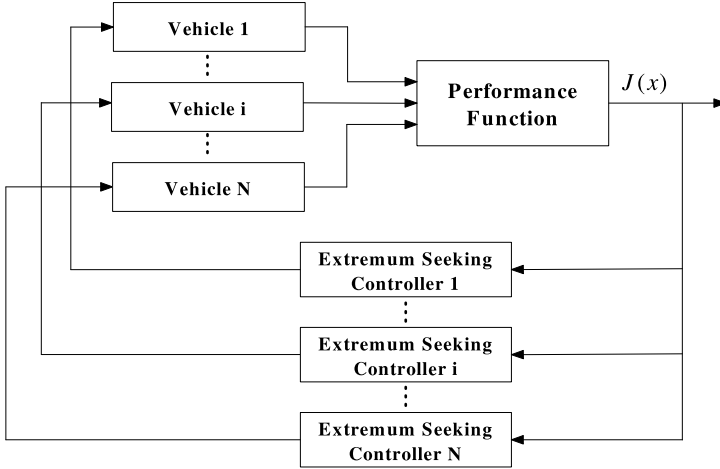 Vehicle 1
Vehicle i
Vehicle N
Performance
Function
J(x)
Extremum Seeking
Controller 1
Extremum Seeking
Controller i
Extremum Seeking
Controller N